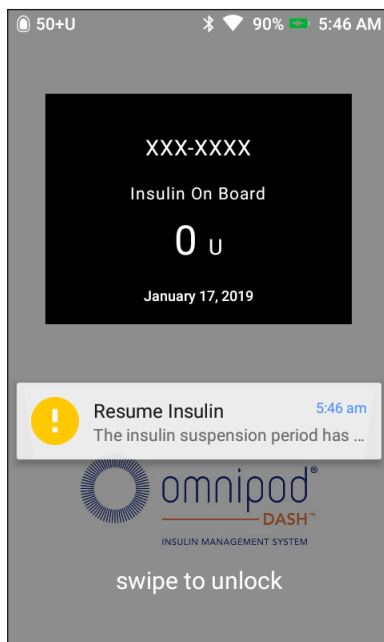 50+U 90% 5:46 AM
XXX-XXXX
Insulin On Board
0 U
January 17, 2019
Resume Insulin 5:46 am
The insulin suspension period has ...
omnipod®
DASH™
INSULIN MANAGEMENT SYSTEM
swipe to unlock